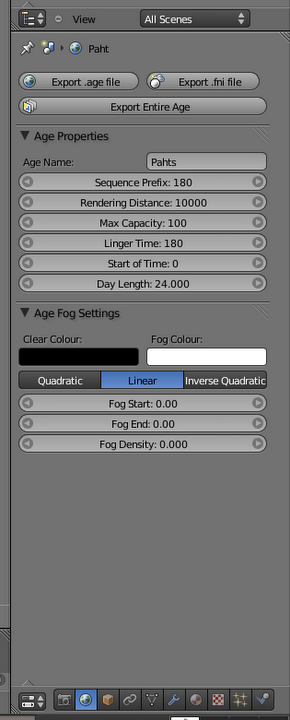 View All Scenes
Paht
Export .age file Export .fni file
Export Entire Age
Age Properties
Age Name: Pahts
Sequence Prefix: 180
Rendering Distance: 10000
Max Capacity: 100
Linger Time: 180
Start of Time: 0
Day Length: 24.000
Age Fog Settings
Clear Colour: Fog Colour:
Quadratic Linear Inverse Quadratic
Fog Start: 0.00
Fog End: 0.00
Fog Density: 0.000